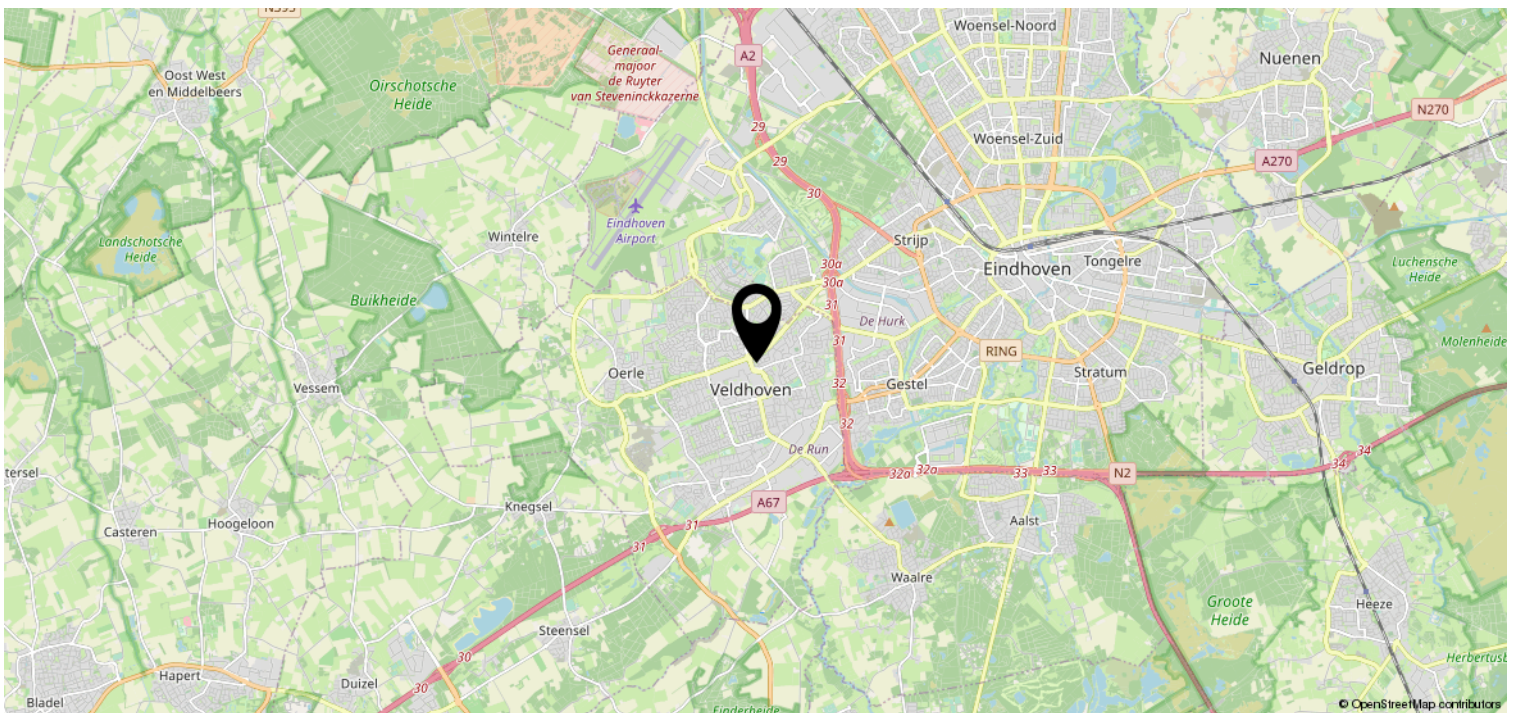 N395
Woensel-Noord
Generaal-
majoor
de Ruyter
van Steveninckkazerne
A2
Nuenen
Oost West
en Middelbeers
Oirschotsche
Heide
N270
29
Woensel-Zuid
29
A270
30
Eindhoven
Airport
Wintelre
Landschotsche
Heide
Strijp
Eindhoven
Tongelre
Luchensche
Heide
30a
30a
Buikheide
31
De Hurk
31
Molenheide
RING
Oerle
Vessem
Veldhoven
32
Gestel
Stratum
Geldrop
32
De Run
34
34
tersel
32a
32a
33
33
N2
A67
Knegsel
Casteren
Hoogeloon
31
31
Aalst
Waalre
Groote
Heide
Heeze
Steensel
30
30
Hapert
Duizel
Bladel
Einderheide
Herbertusb
© OpenStreetMap contributors